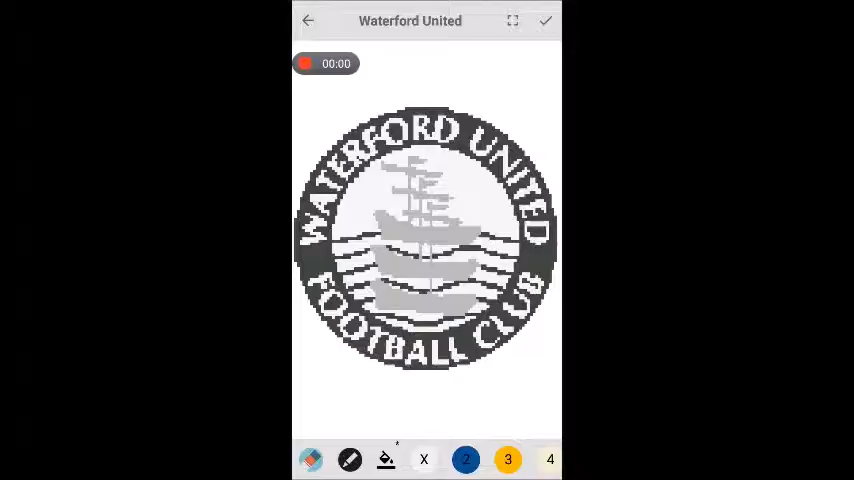 Waterford United
00:00
WATERFORD UNITED
FOOTBALL CLUB
X 2 3 4